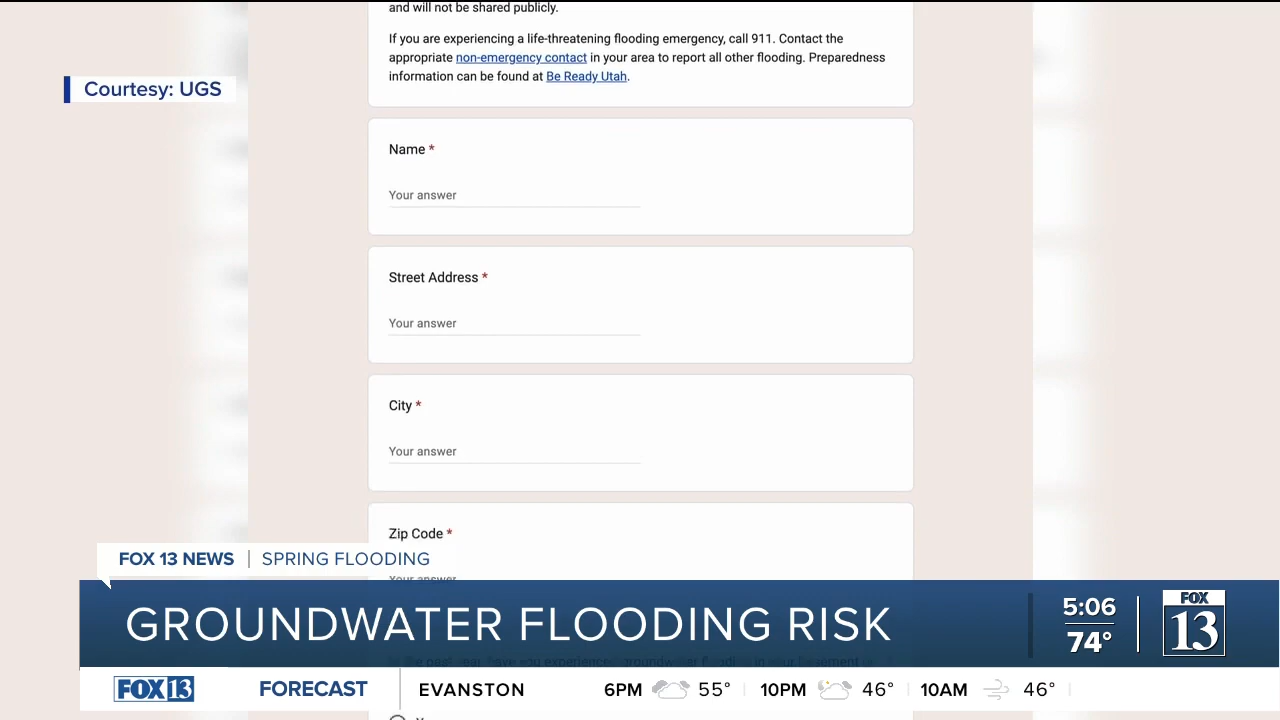 and will not be shared publicly.
If you are experiencing a life-threatening flooding emergency, call 911. Contact the
appropriate non-emergency contact in your area to report all other flooding. Preparedness
information can be found at Be Ready Utah.
Courtesy: UGS
Name *
Your answer
Street Address *
Your answer
City *
Your answer
Zip Code *
Your answer
FOX 13 NEWS | SPRING FLOODING
GROUNDWATER FLOODING RISK
5:06
74°
FOX
13
FOX 13
FORECAST
EVANSTON
6PM 55°
10PM 46°
10AM 46°